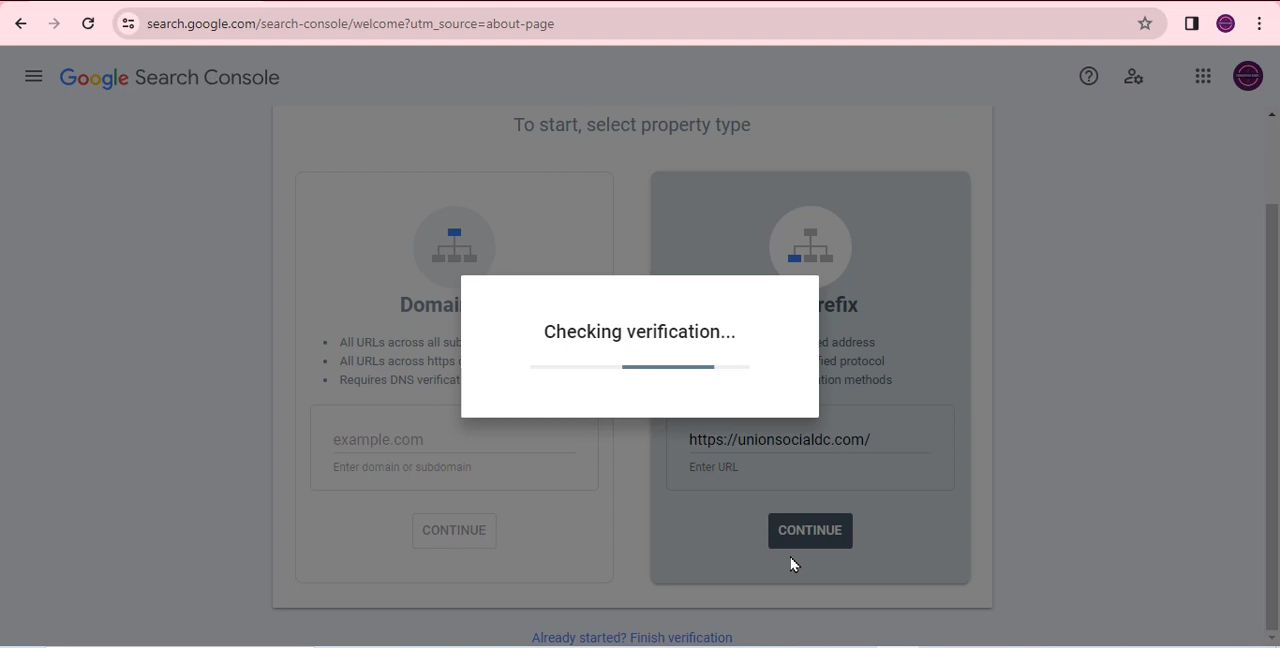 search.google.com/search-console/welcome?utm_source=about-page
Google Search Console
To start, select property type
Domai
refix
All URLs across all sub
All URLs across https
Requires DNS verificat
ed address
fied protocol
tion methods
Checking verification...
example.com
Enter domain or subdomain
https://unionsocialdc.com/
Enter URL
CONTINUE
CONTINUE
Already started? Finish verification